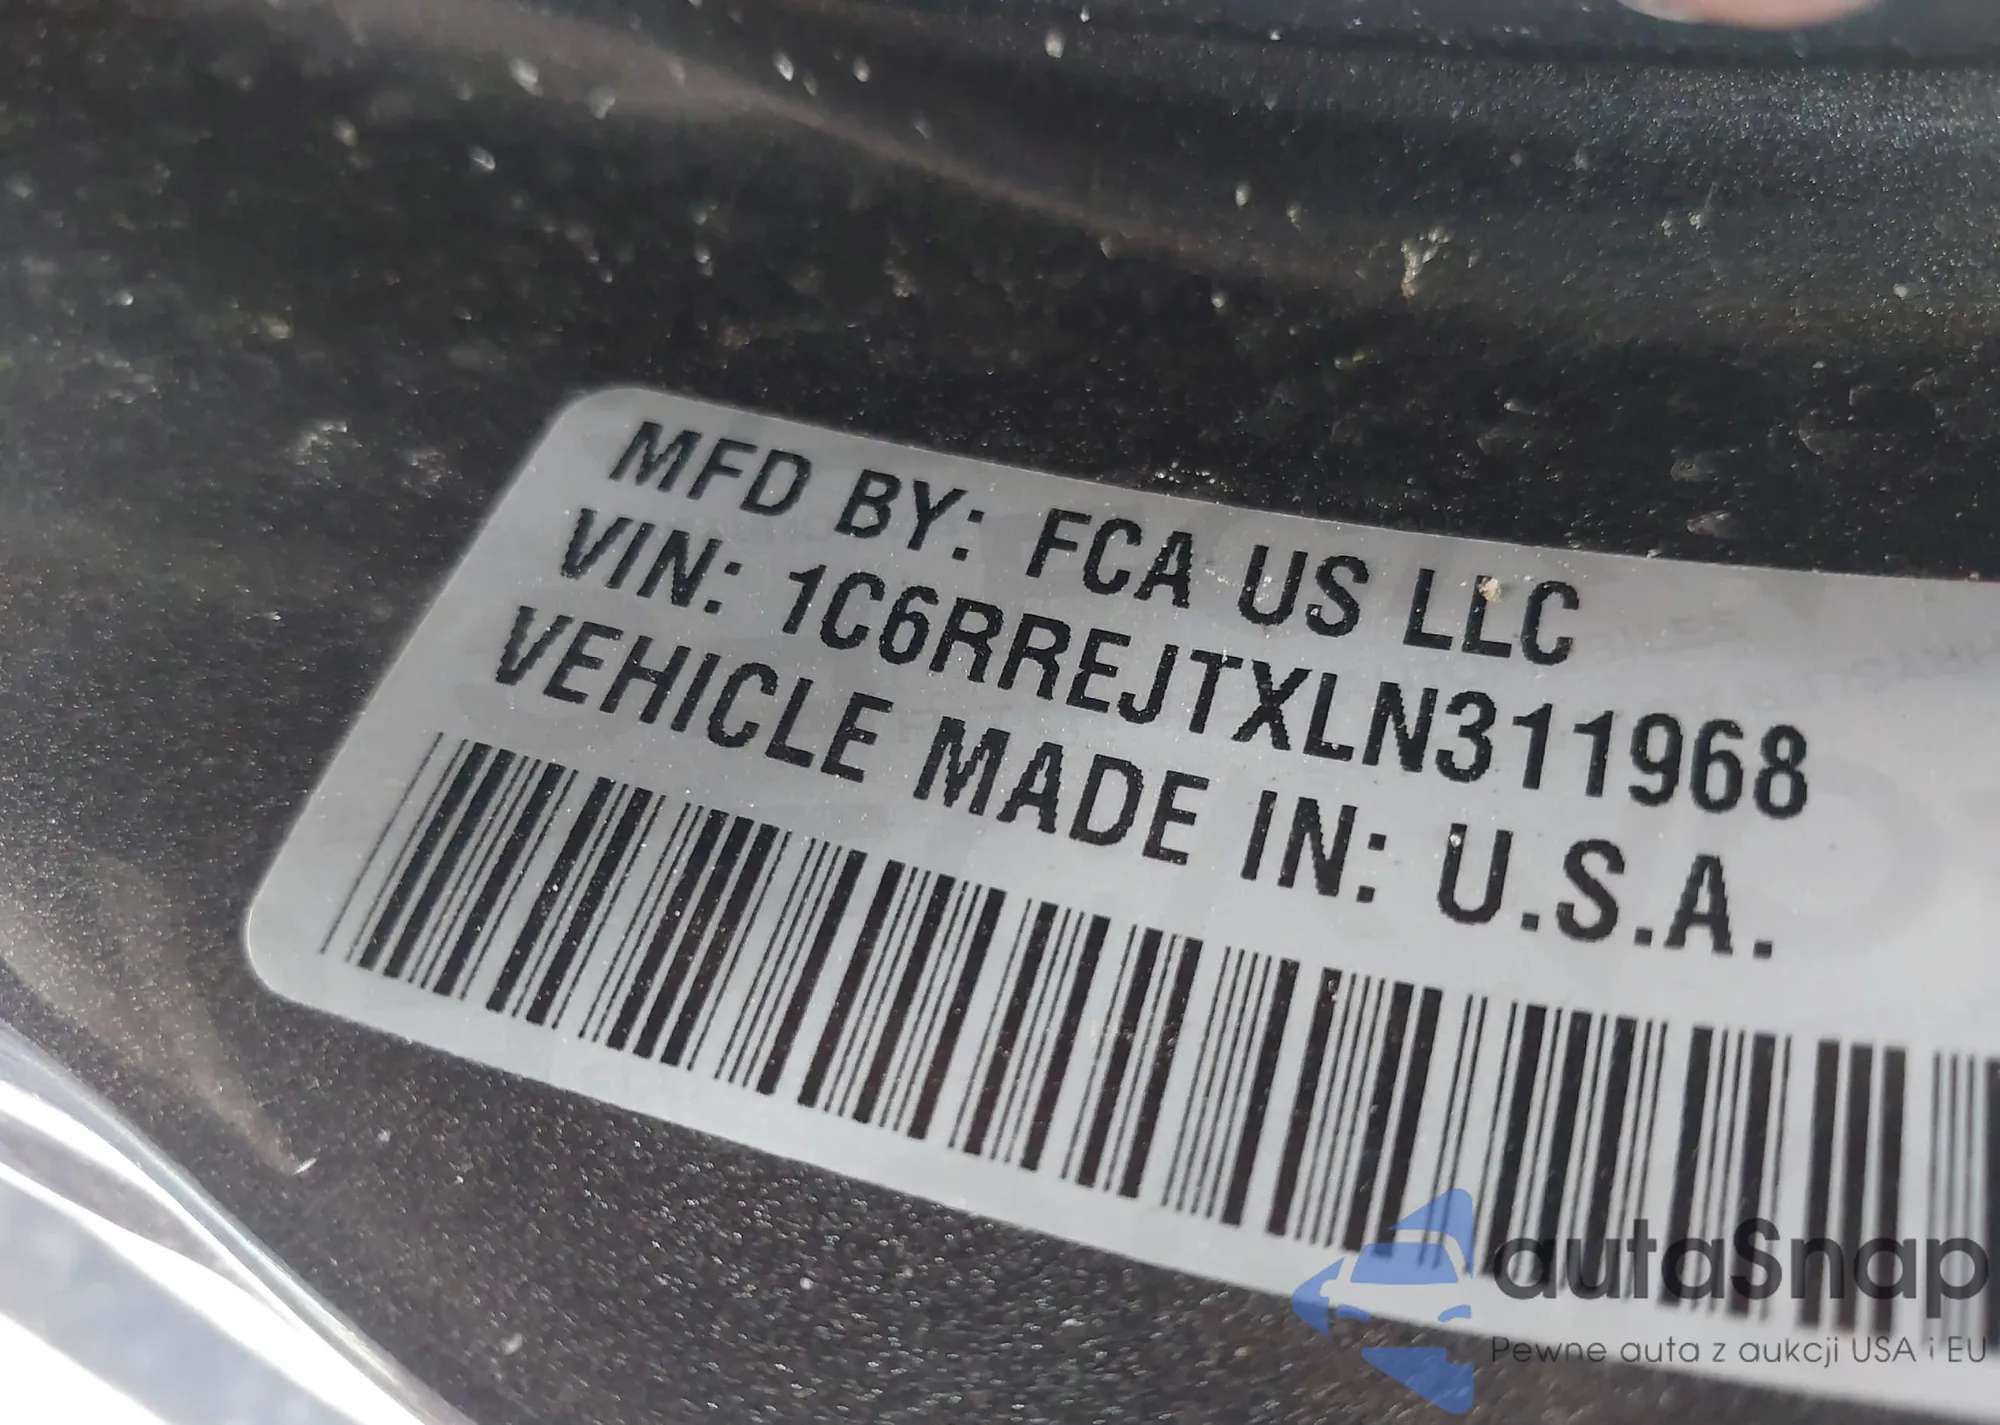 MFD BY: FCA US LLC
VIN: 1C6RREJTXLN311968
VEHICLE MADE IN: U.S.A.
autaSnap
Pewne auta z aukcji USA i EU